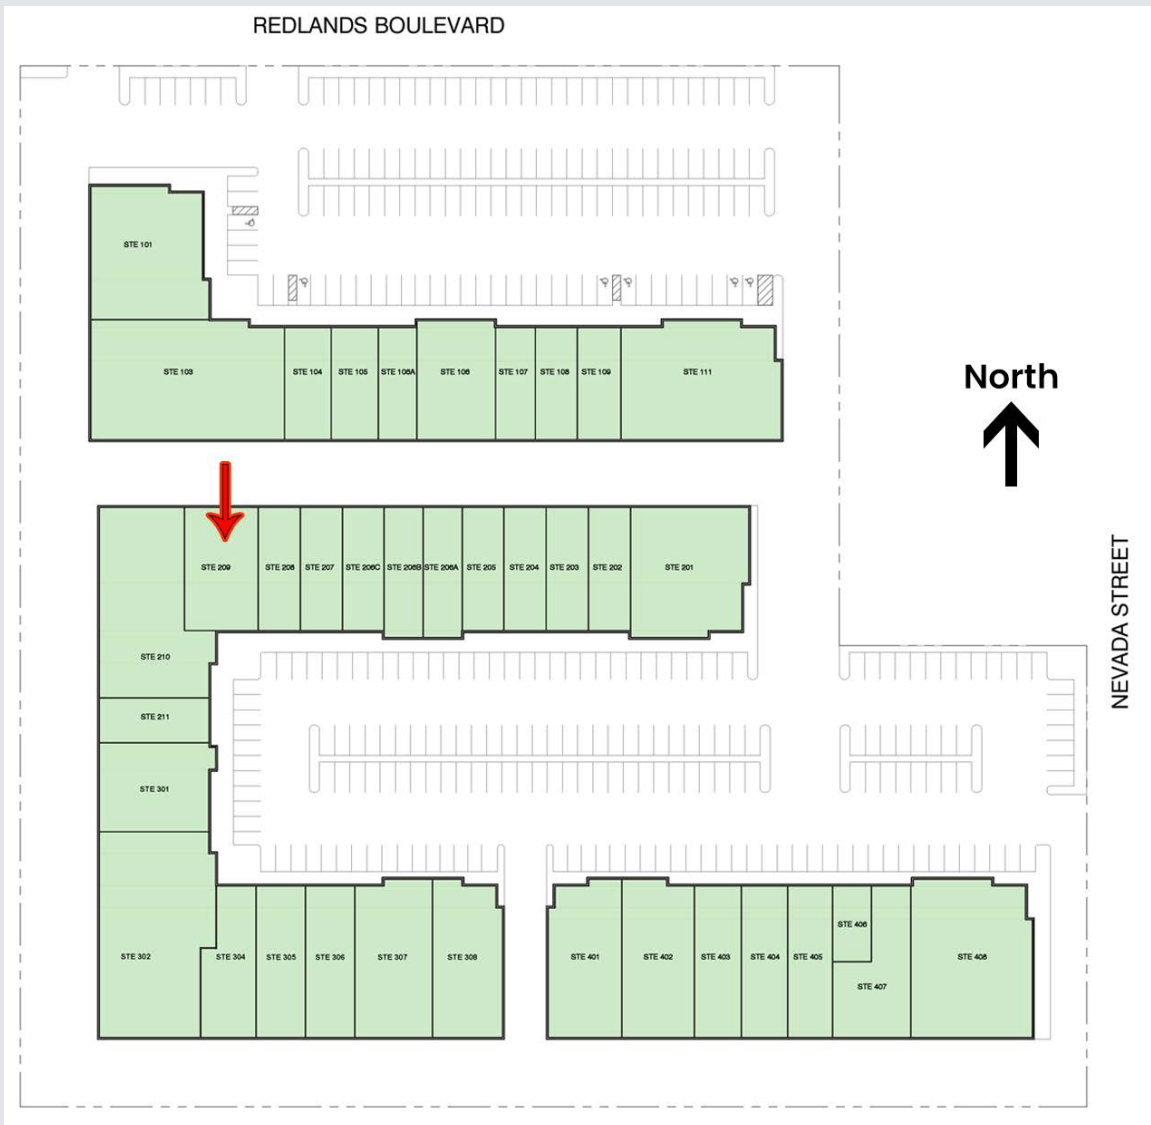 REDLANDS BOULEVARD
STE 101
STE 103
STE 104
STE 105
STE 106A
STE 106
STE 107
STE 108
STE 109
STE 111
North
NEVADA STREET
STE 209
STE 208
STE 207
STE 206C
STE 206B
STE 206A
STE 205
STE 204
STE 203
STE 202
STE 201
STE 210
STE 211
STE 301
STE 302
STE 304
STE 305
STE 306
STE 307
STE 308
STE 401
STE 402
STE 403
STE 404
STE 405
STE 406
STE 407
STE 408